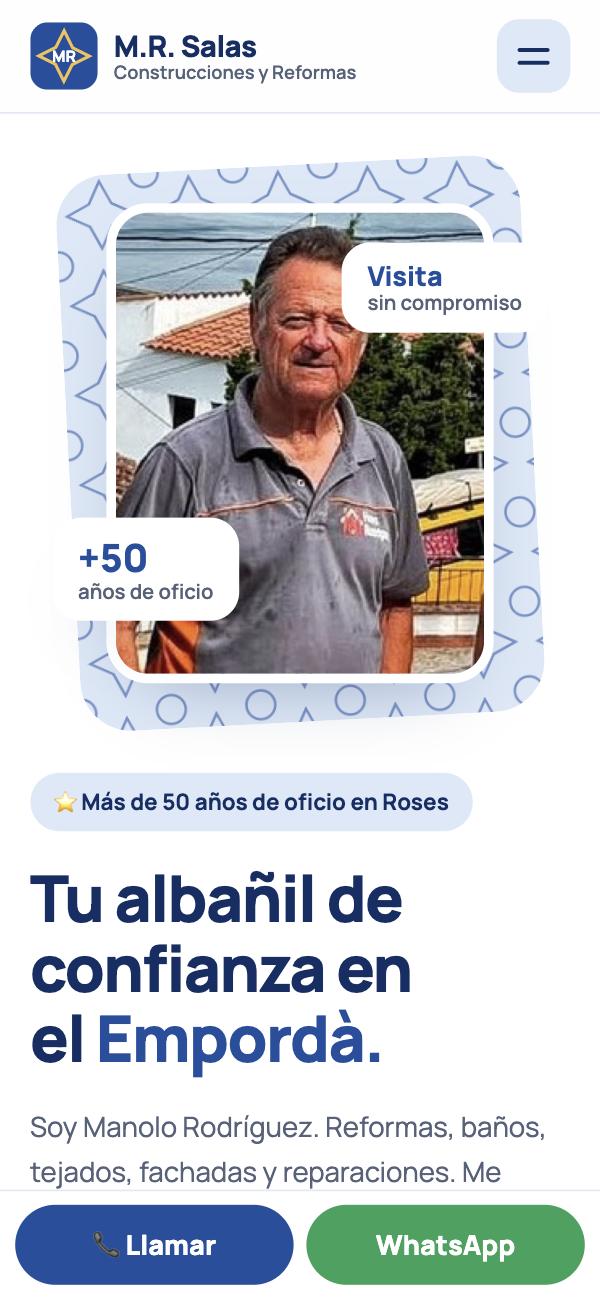 MR
M.R. Salas
Construcciones y Reformas
Visita
sin compromiso
+50
años de oficio
⭐ Más de 50 años de oficio en Roses
Tu albañil de
confianza en
el Empordà.
Soy Manolo Rodríguez. Reformas, baños,
tejados, fachadas y reparaciones. Me
📞 Llamar
WhatsApp